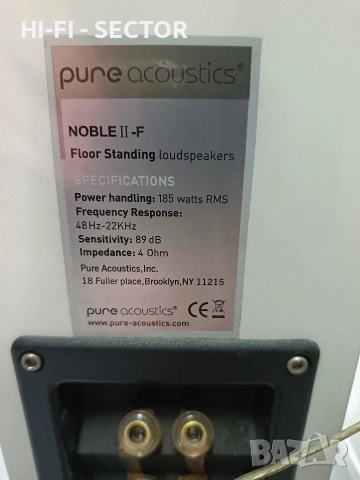 HI-FI - SECTOR
pure acoustics®
NOBLE II -F
Floor Standing loudspeakers
SPECIFICATIONS
Power handling: 185 watts RMS
Frequency Response:
48Hz-22KHz
Sensitivity: 89 dB
Impedance: 4 Ohm
Pure Acoustics, Inc.
18 Fuller place, Brooklyn, NY 11215
pure acoustics® CE
www.pure-acoustics.com
bazar